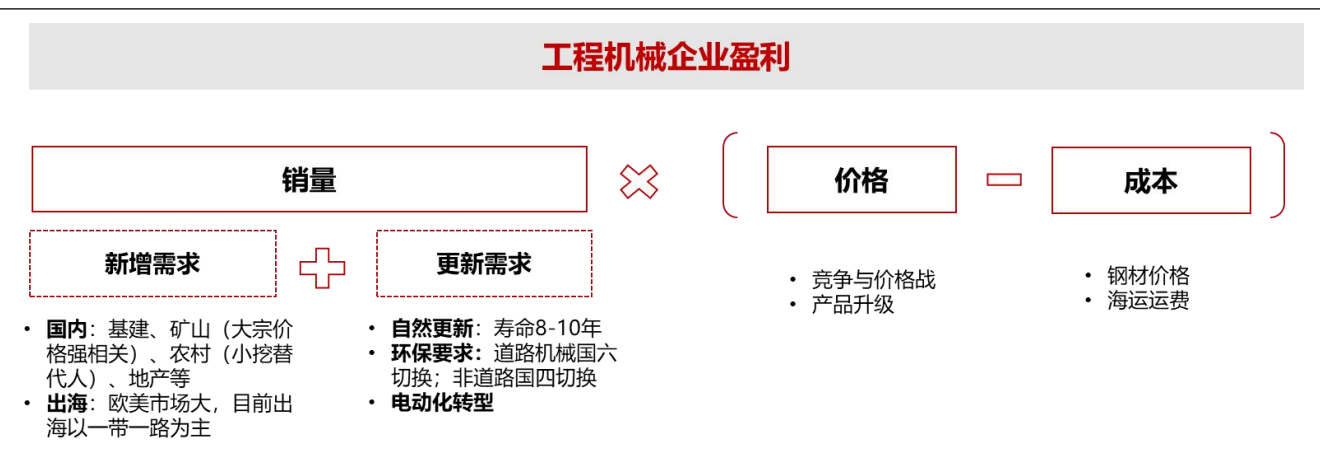 工程机械企业盈利
销量
价格
成本
新增需求
更新需求
• 国内：基建、矿山（大宗价
格强相关）、农村（小挖替
代人）、地产等
• 出海：欧美市场大，目前出
海以一带一路为主
• 自然更新：寿命8-10年
• 环保要求：道路机械国六
切换；非道路国四切换
• 电动化转型
• 竞争与价格战
• 产品升级
• 钢材价格
• 海运运费